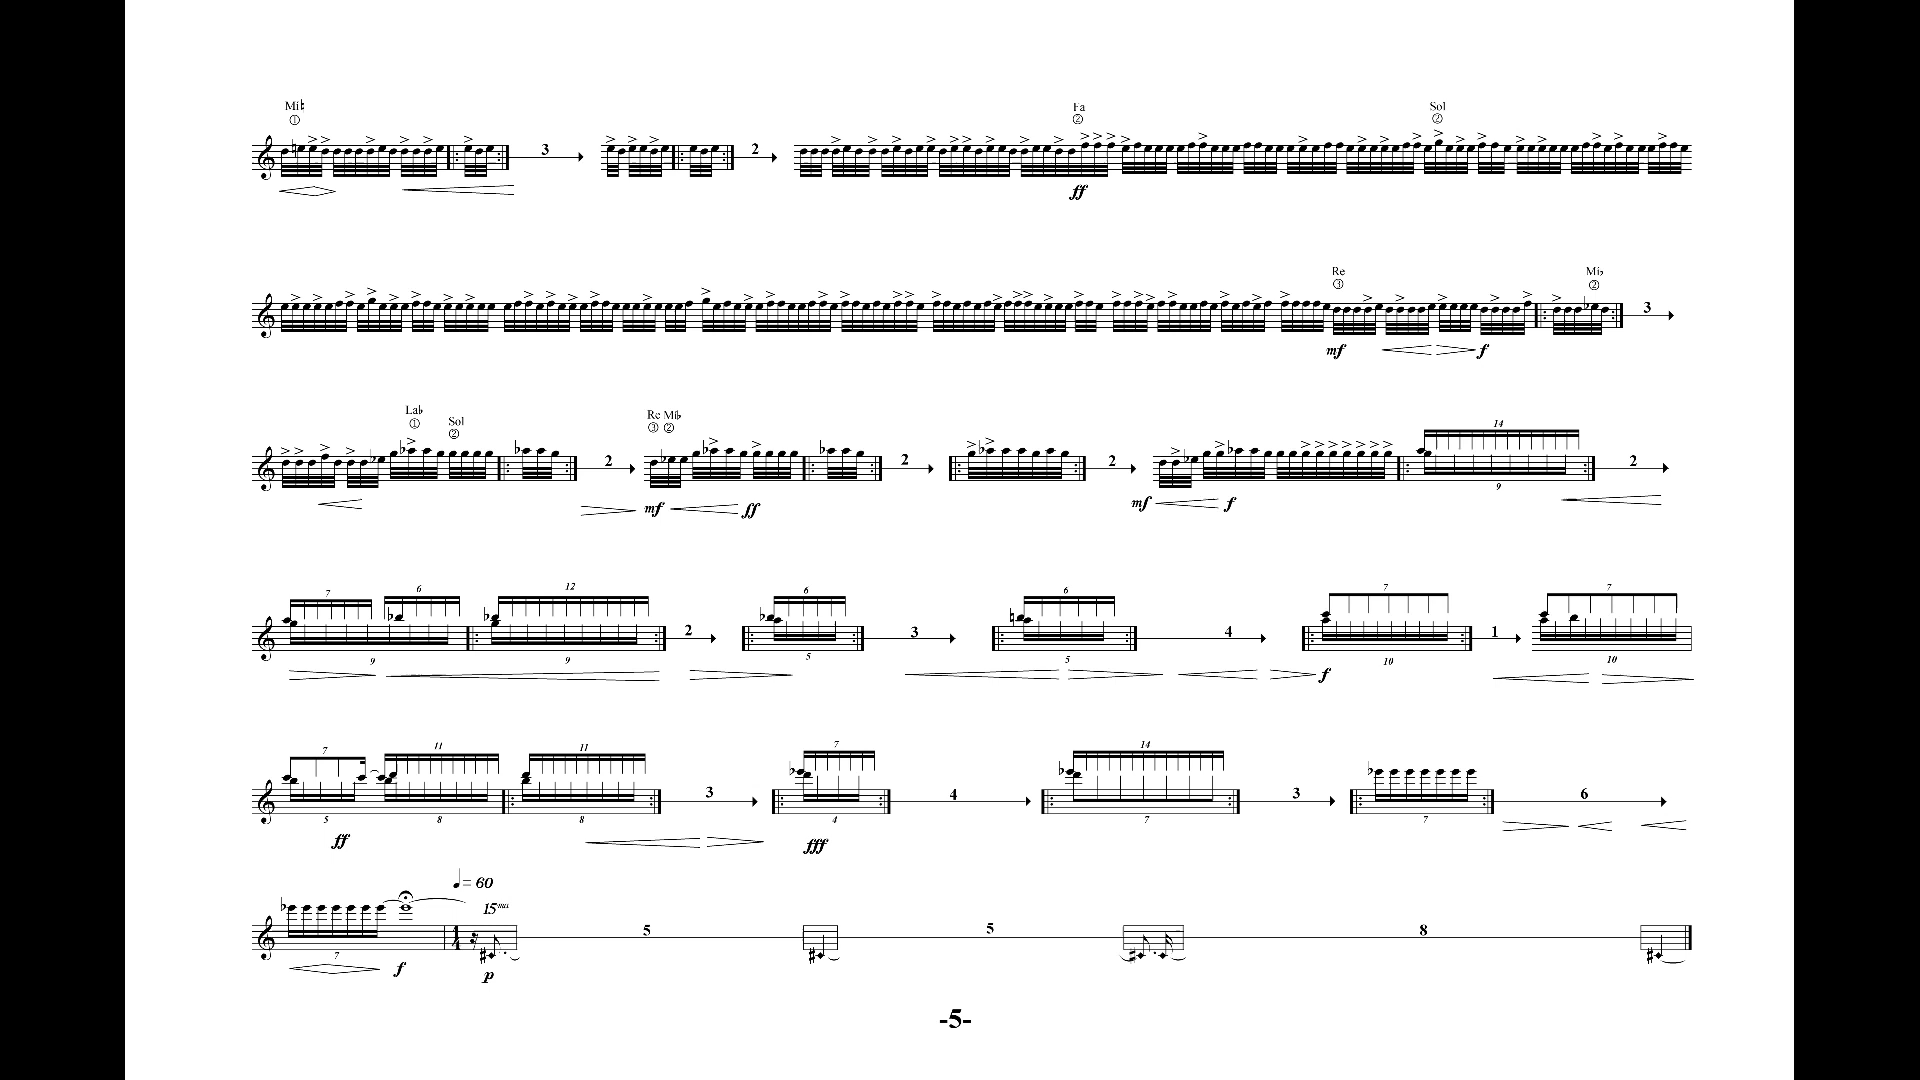 Mi♮ Fa Sol
① ② ②
3 2
ff
Re Mi♭
③ ②
3
mf f
Lab Sol Re Mi♭
① ② ③ ②
14
2 2 2 2
9
mf ff mf f
7 6 12 6 6 7 7
2 3 4 1
9 9 5 5 10 10
f
7 11 11 7 14
3 4 3 6
5 8 8 4 7 7
ff fff
♩= 60
15ma
5 5 8
1/4
7
f p
-5-